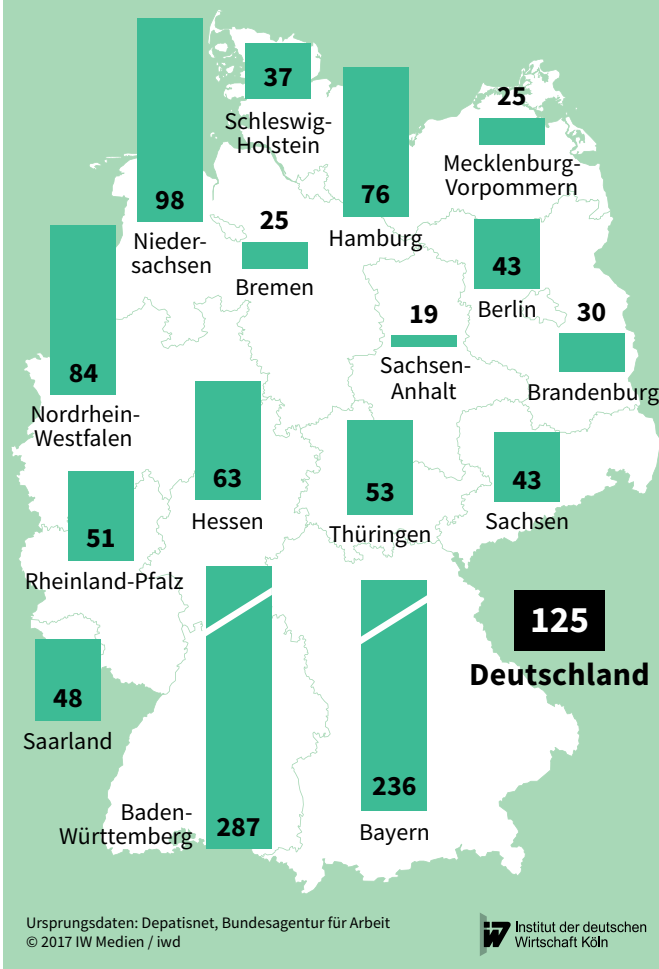 37
Schleswig-
Holstein
98
Nieder-
sachsen
76
Hamburg
25
Mecklenburg-
Vorpommern
25
Bremen
43
Berlin
84
Nordrhein-
Westfalen
19
Sachsen-
Anhalt
30
Brandenburg
63
Hessen
53
Thüringen
43
Sachsen
51
Rheinland-Pfalz
125
Deutschland
48
Saarland
Baden-
Württemberg
287
236
Bayern
Ursprungsdaten: Depatisnet, Bundesagentur für Arbeit
© 2017 IW Medien / iwd
iw
Institut der deutschen
Wirtschaft Köln